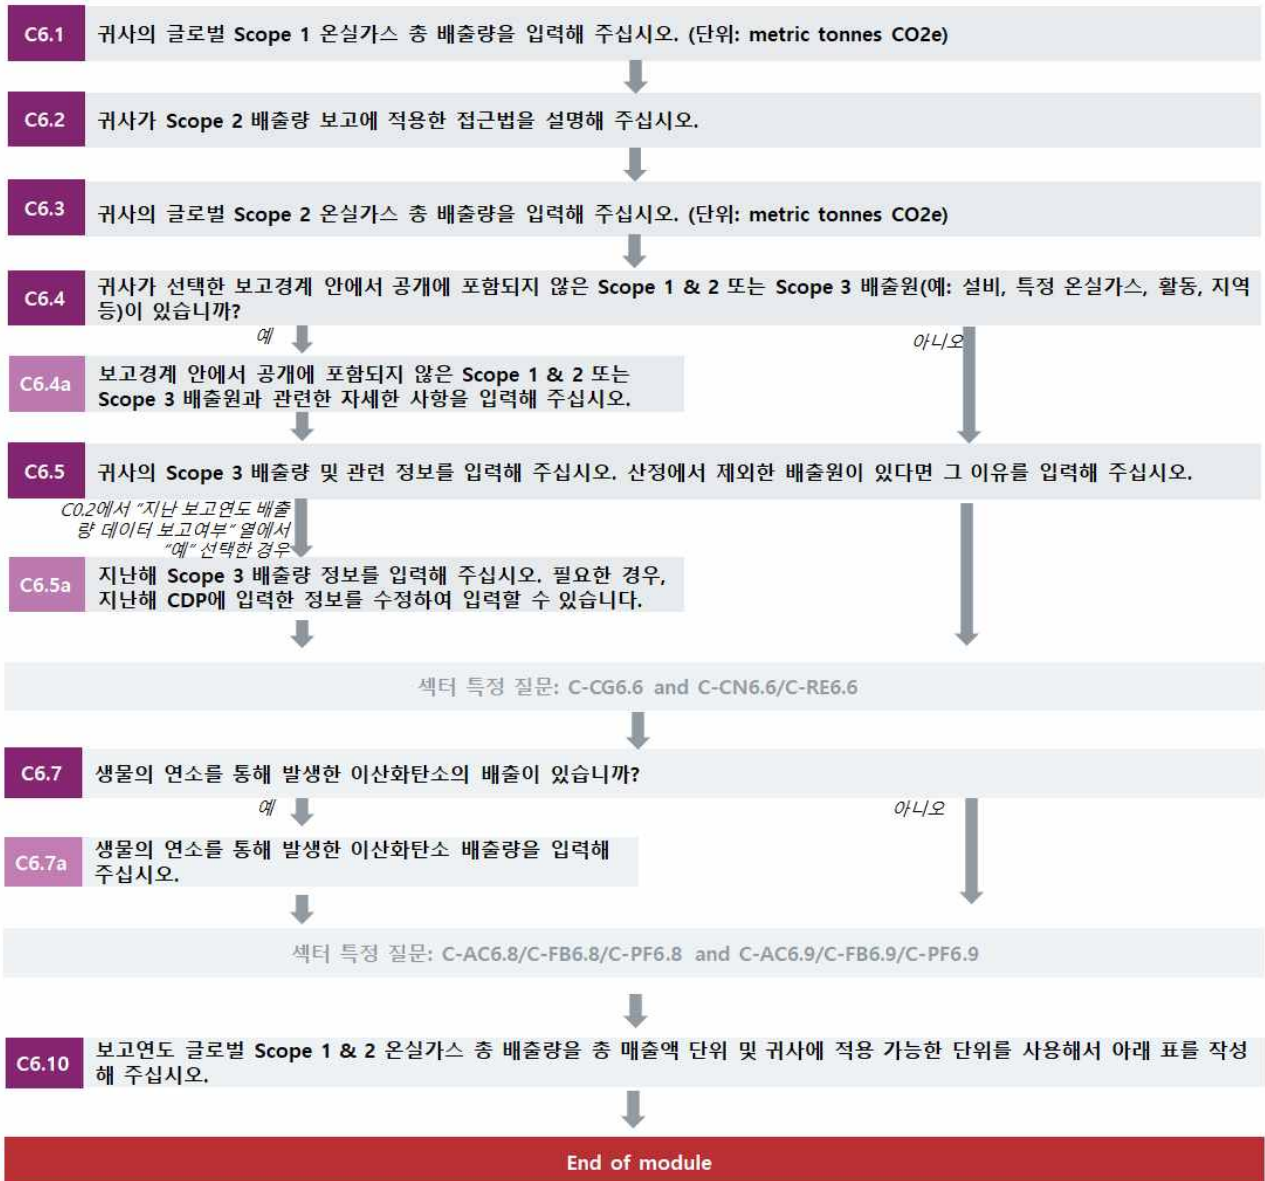 C6.1 귀사의 글로벌 Scope 1 온실가스 총 배출량을 입력해 주십시오. (단위: metric tonnes CO2e)
C6.2 귀사가 Scope 2 배출량 보고에 적용한 접근법을 설명해 주십시오.
C6.3 귀사의 글로벌 Scope 2 온실가스 총 배출량을 입력해 주십시오. (단위: metric tonnes CO2e)
C6.4 귀사가 선택한 보고경계 안에서 공개에 포함되지 않은 Scope 1 & 2 또는 Scope 3 배출원(예: 설비, 특정 온실가스, 활동, 지역
등)이 있습니까?
예
아니오
C6.4a 보고경계 안에서 공개에 포함되지 않은 Scope 1 & 2 또는
Scope 3 배출원과 관련한 자세한 사항을 입력해 주십시오.
C6.5 귀사의 Scope 3 배출량 및 관련 정보를 입력해 주십시오. 산정에서 제외한 배출원이 있다면 그 이유를 입력해 주십시오.
C0.2에서 "지난 보고연도 배출
량 데이터 보고여부" 열에서
"예" 선택한 경우
C6.5a 지난해 Scope 3 배출량 정보를 입력해 주십시오. 필요한 경우,
지난해 CDP에 입력한 정보를 수정하여 입력할 수 있습니다.
섹터 특정 질문: C-CG6.6 and C-CN6.6/C-RE6.6
C6.7 생물의 연소를 통해 발생한 이산화탄소의 배출이 있습니까?
예
아니오
C6.7a 생물의 연소를 통해 발생한 이산화탄소 배출량을 입력해
주십시오.
섹터 특정 질문: C-AC6.8/C-FB6.8/C-PF6.8 and C-AC6.9/C-FB6.9/C-PF6.9
C6.10 보고연도 글로벌 Scope 1 & 2 온실가스 총 배출량을 총 매출액 단위 및 귀사에 적용 가능한 단위를 사용해서 아래 표를 작성
해 주십시오.
End of module